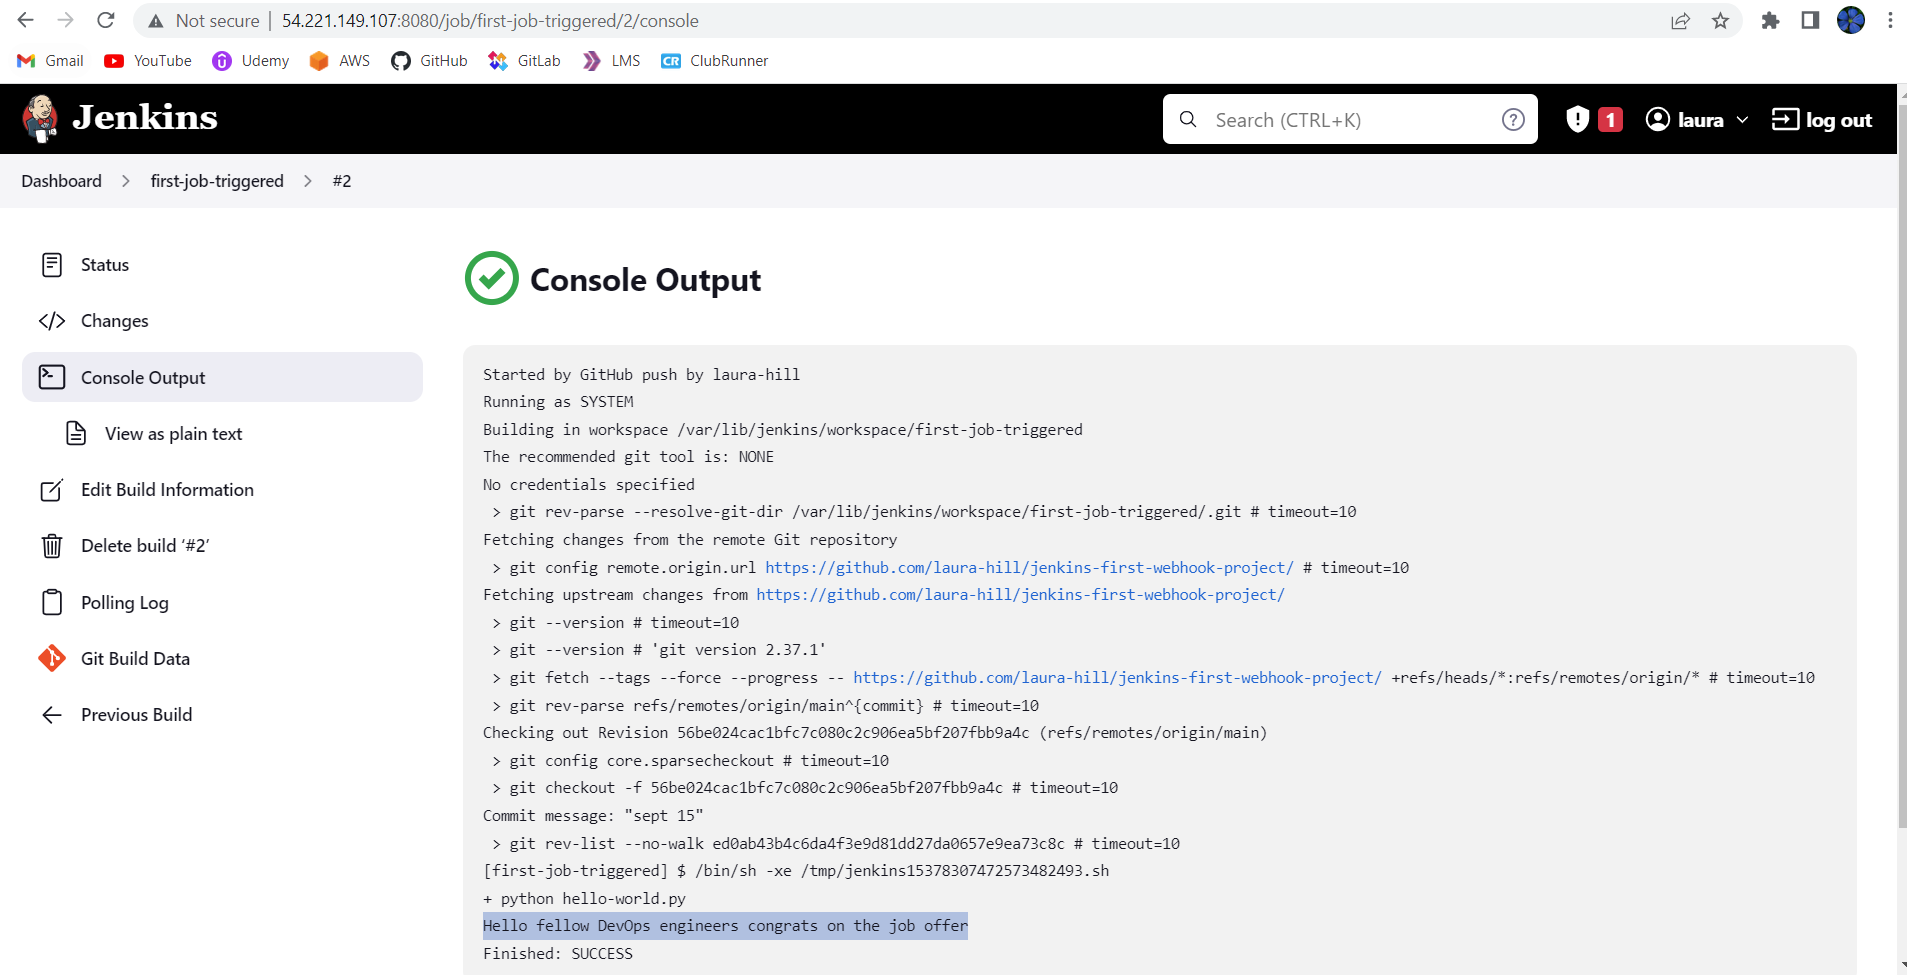 Not secure | 54.221.149.107:8080/job/first-job-triggered/2/console
Gmail YouTube Udemy AWS GitHub GitLab LMS CR ClubRunner
Jenkins Search (CTRL+K) ? ! 1 laura log out
Dashboard > first-job-triggered > #2
Status
Changes
Console Output
View as plain text
Edit Build Information
Delete build ‘#2’
Polling Log
Git Build Data
Previous Build
Console Output
Started by GitHub push by laura-hill
Running as SYSTEM
Building in workspace /var/lib/jenkins/workspace/first-job-triggered
The recommended git tool is: NONE
No credentials specified
> git rev-parse --resolve-git-dir /var/lib/jenkins/workspace/first-job-triggered/.git # timeout=10
Fetching changes from the remote Git repository
> git config remote.origin.url https://github.com/laura-hill/jenkins-first-webhook-project/ # timeout=10
Fetching upstream changes from https://github.com/laura-hill/jenkins-first-webhook-project/
> git --version # timeout=10
> git --version # 'git version 2.37.1'
> git fetch --tags --force --progress -- https://github.com/laura-hill/jenkins-first-webhook-project/ +refs/heads/*:refs/remotes/origin/* # timeout=10
> git rev-parse refs/remotes/origin/main^{commit} # timeout=10
Checking out Revision 56be024cac1bfc7c080c2c906ea5bf207fbb9a4c (refs/remotes/origin/main)
> git config core.sparsecheckout # timeout=10
> git checkout -f 56be024cac1bfc7c080c2c906ea5bf207fbb9a4c # timeout=10
Commit message: "sept 15"
> git rev-list --no-walk ed0ab43b4c6da4f3e9d81dd27da0657e9ea73c8c # timeout=10
[first-job-triggered] $ /bin/sh -xe /tmp/jenkins15378307472573482493.sh
+ python hello-world.py
Hello fellow DevOps engineers congrats on the job offer
Finished: SUCCESS